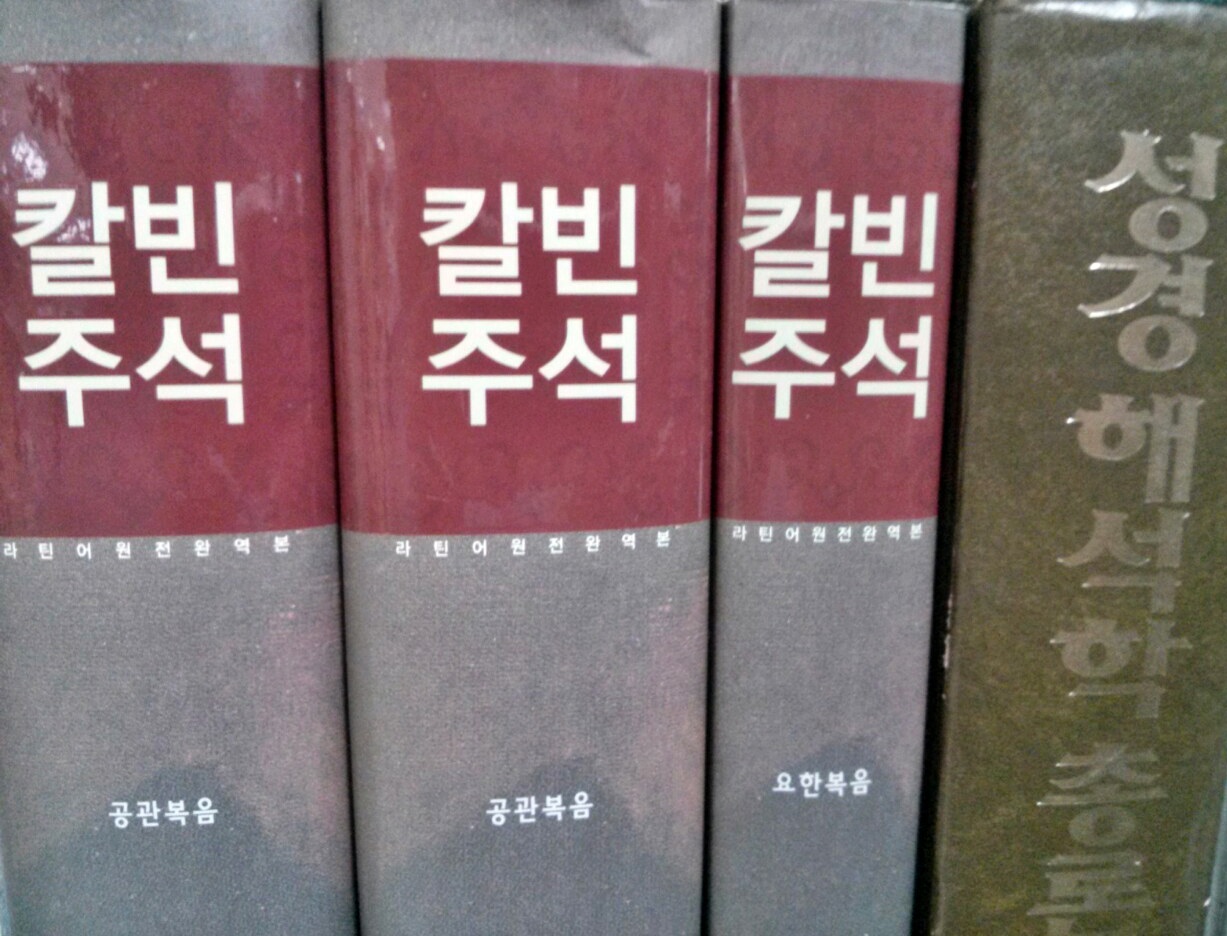 칼빈
주석
라틴어원전완역본
공관복음
칼빈
주석
라틴어원전완역본
공관복음
칼빈
주석
라틴어원전완역본
요한복음
성경 해석학 총론